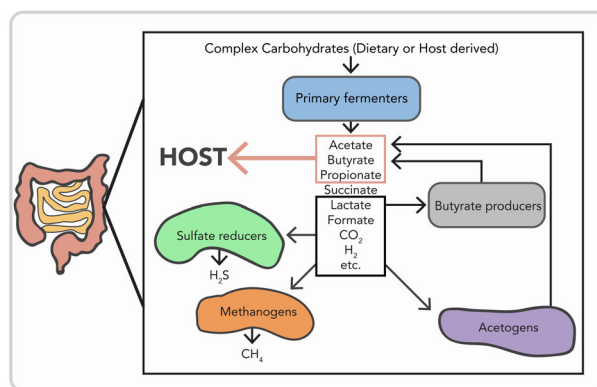 Complex Carbohydrates (Dietary or Host derived)
Primary fermenters
HOST
Acetate
Butyrate
Propionate
Succinate
Lactate
Formate
CO₂
H₂
etc.
Butyrate producers
Sulfate reducers
H₂S
Methanogens
CH₄
Acetogens